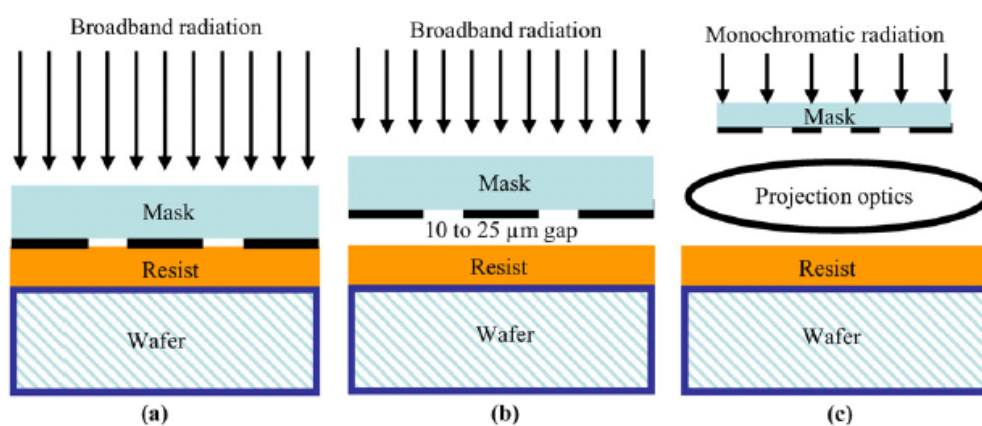 Broadband radiation
Mask
Resist
Wafer
(a)
Broadband radiation
Mask
10 to 25 µm gap
Resist
Wafer
(b)
Monochromatic radiation
Mask
Projection optics
Resist
Wafer
(c)